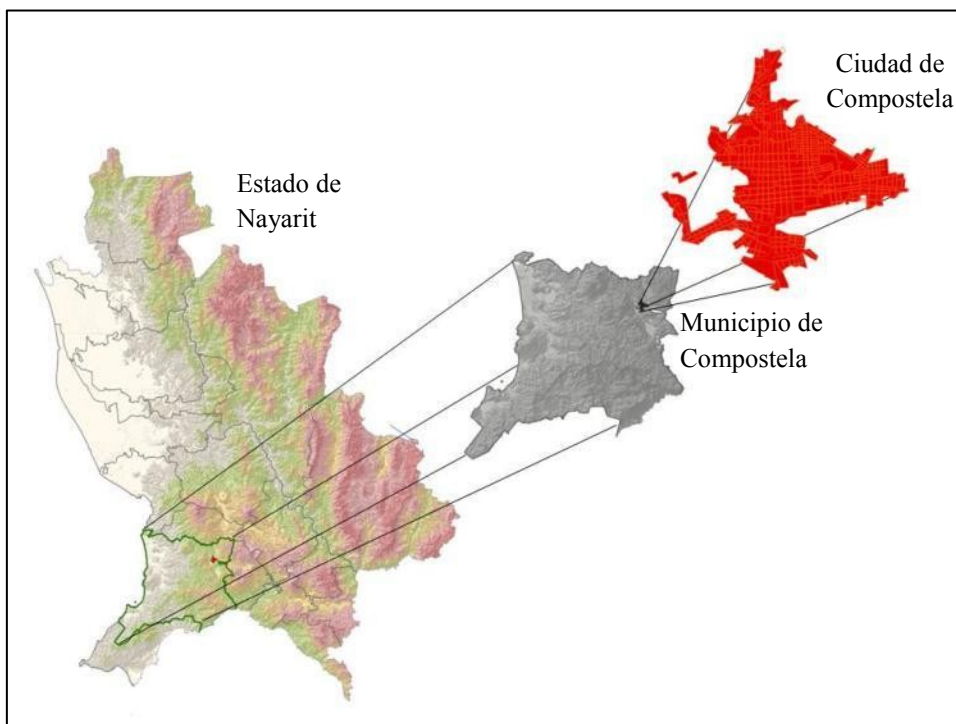 Ciudad de
Compostela
Estado de
Nayarit
Municipio de
Compostela